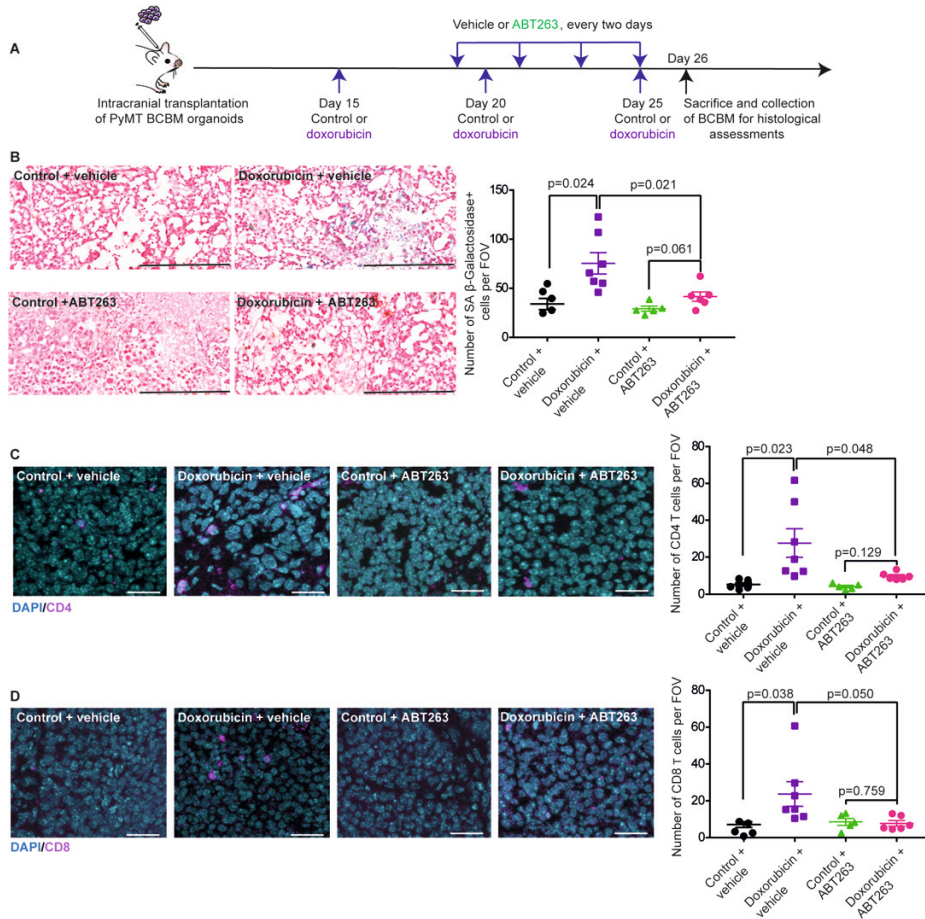 A
Vehicle or ABT263, every two days
Day 26
Intracranial transplantation
of PyMT BCBM organoids
Day 15
Control or
doxorubicin
Day 20
Control or
doxorubicin
Day 25
Control or
doxorubicin
Sacrifice and collection
of BCBM for histological
assessments
B
Control + vehicle
Doxorubicin + vehicle
Control +ABT263
Doxorubicin + ABT263
Number of SA β-Galactosidase+
cells per FOV
150
100
50
0
p=0.024
p=0.021
p=0.061
Control +
vehicle
Doxorubicin +
vehicle
Control +
ABT263
Doxorubicin +
ABT263
C
Control + vehicle
Doxorubicin + vehicle
Control + ABT263
Doxorubicin + ABT263
DAPI/CD4
Number of CD4 T cells per FOV
80
60
40
20
0
p=0.023
p=0.048
p=0.129
Control +
vehicle
Doxorubicin +
vehicle
Control +
ABT263
Doxorubicin +
ABT263
D
Control + vehicle
Doxorubicin + vehicle
Control + ABT263
Doxorubicin + ABT263
DAPI/CD8
Number of CD8 T cells per FOV
80
60
40
20
0
p=0.038
p=0.050
p=0.759
Control +
vehicle
Doxorubicin +
vehicle
Control +
ABT263
Doxorubicin +
ABT263